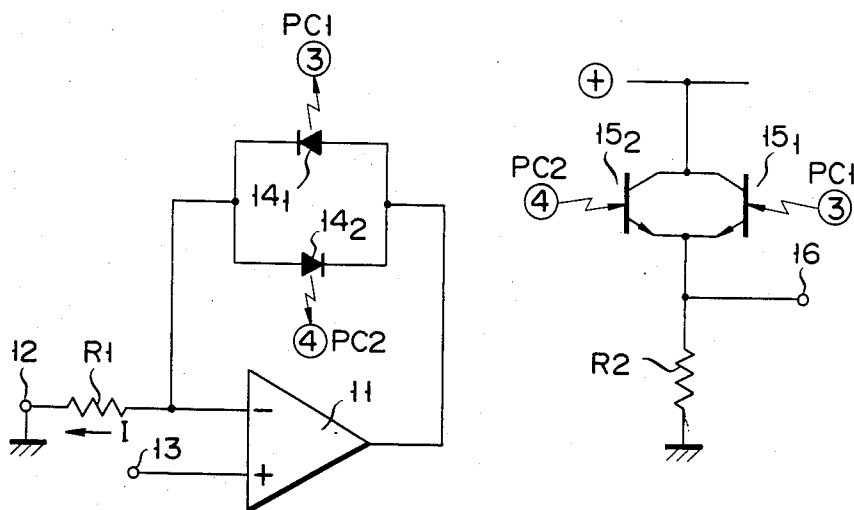 PC1
③
14₁
14₂
④ PC2
12
R1
I
13
−
+
11
⊕
15₂
15₁
PC2
④
PC1
③
16
R2